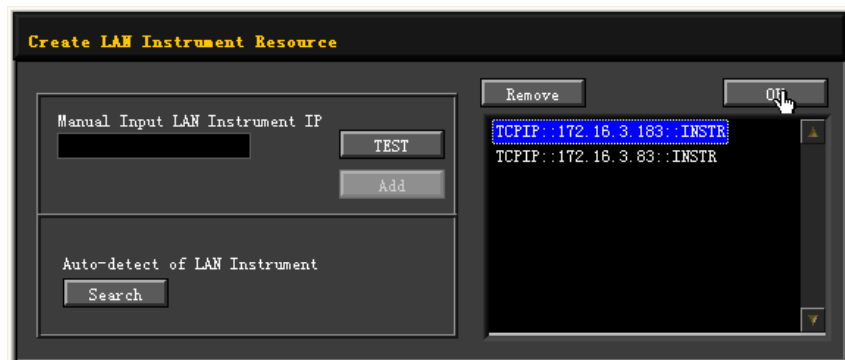 Create LAN Instrument Resource
Manual Input LAN Instrument IP
TEST
Add
Auto-detect of LAN Instrument
Search
Remove
OK
TCPIP::172.16.3.183::INSTR
TCPIP::172.16.3.83::INSTR